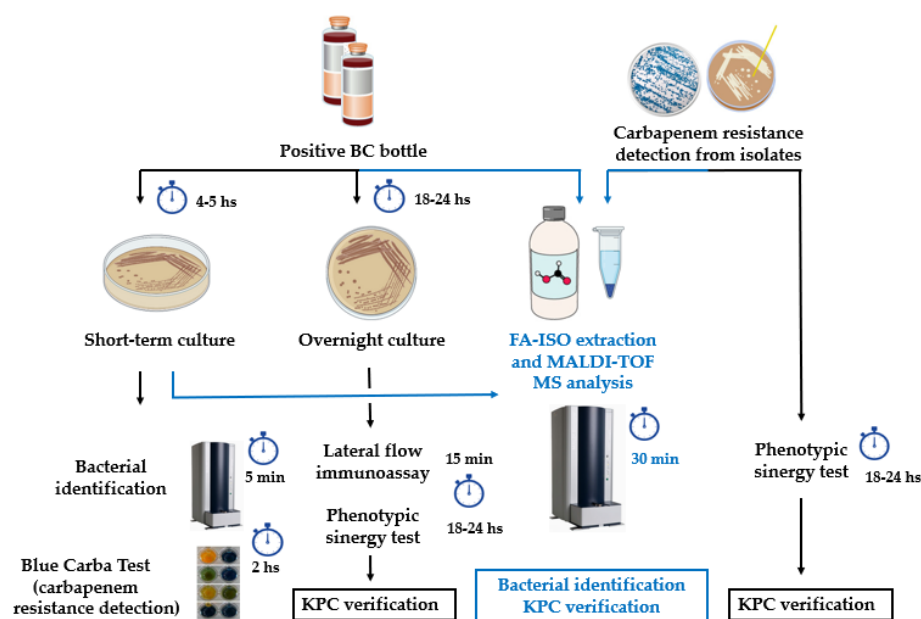 Positive BC bottle
Carbapenem resistance
detection from isolates
4-5 hs
18-24 hs
Short-term culture
Overnight culture
FA-ISO extraction
and MALDI-TOF
MS analysis
Bacterial
identification
5 min
Lateral flow
immunoassay
15 min
30 min
Phenotypic
sinergy test
18-24 hs
Phenotypic
sinergy test
18-24 hs
Blue Carba Test
(carbapenem
resistance detection)
2 hs
KPC verification
Bacterial identification
KPC verification
KPC verification